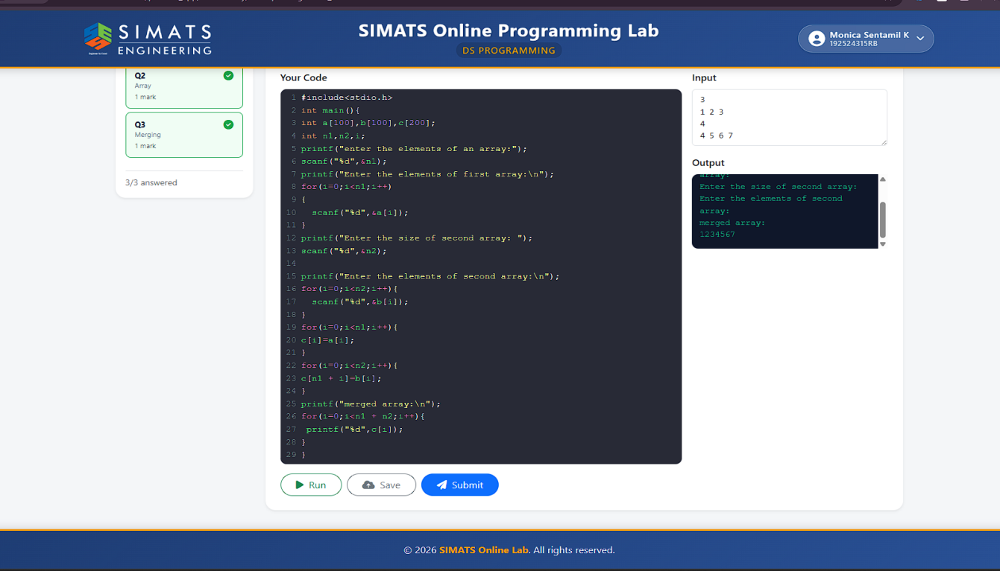 SIMATS
ENGINEERING
SIMATS Online Programming Lab
DS PROGRAMMING
Monica Sentamil K
192524315RB
Q2
Array
1 mark
Q3
Merging
1 mark
3/3 answered
Your Code
1 #include<stdio.h>
2 int main(){
3 int a[100],b[100],c[200];
4 int n1,n2,i;
5 printf("enter the elements of an array:");
6 scanf("%d",&n1);
7 printf("Enter the elements of first array:\n");
8 for(i=0;i<n1;i++)
9 {
10   scanf("%d",&a[i]);
11 }
12 printf("Enter the size of second array: ");
13 scanf("%d",&n2);
14
15 printf("Enter the elements of second array:\n");
16 for(i=0;i<n2;i++){
17   scanf("%d",&b[i]);
18 }
19 for(i=0;i<n1;i++){
20 c[i]=a[i];
21 }
22 for(i=0;i<n2;i++){
23 c[n1 + i]=b[i];
24 }
25 printf("merged array:\n");
26 for(i=0;i<n1 + n2;i++){
27  printf("%d",c[i]);
28 }
29 }
Run
Save
Submit
Input
3
1 2 3
4
4 5 6 7
Output
array:
Enter the size of second array:
Enter the elements of second
array:
merged array:
1234567
© 2026 SIMATS Online Lab. All rights reserved.